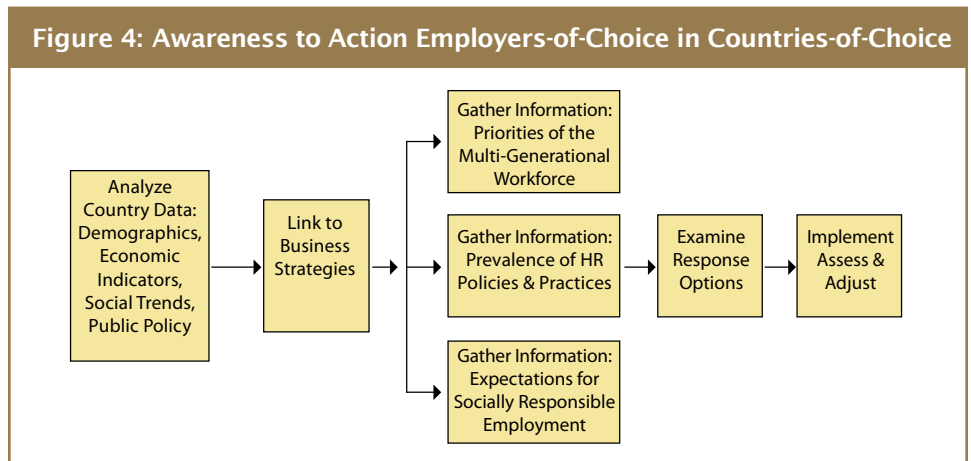 Figure 4: Awareness to Action Employers-of-Choice in Countries-of-Choice
Analyze
Country Data:
Demographics,
Economic
Indicators,
Social Trends,
Public Policy
Link to
Business
Strategies
Gather Information:
Priorities of the
Multi-Generational
Workforce
Gather Information:
Prevalence of HR
Policies & Practices
Gather Information:
Expectations for
Socially Responsible
Employment
Examine
Response
Options
Implement
Assess &
Adjust